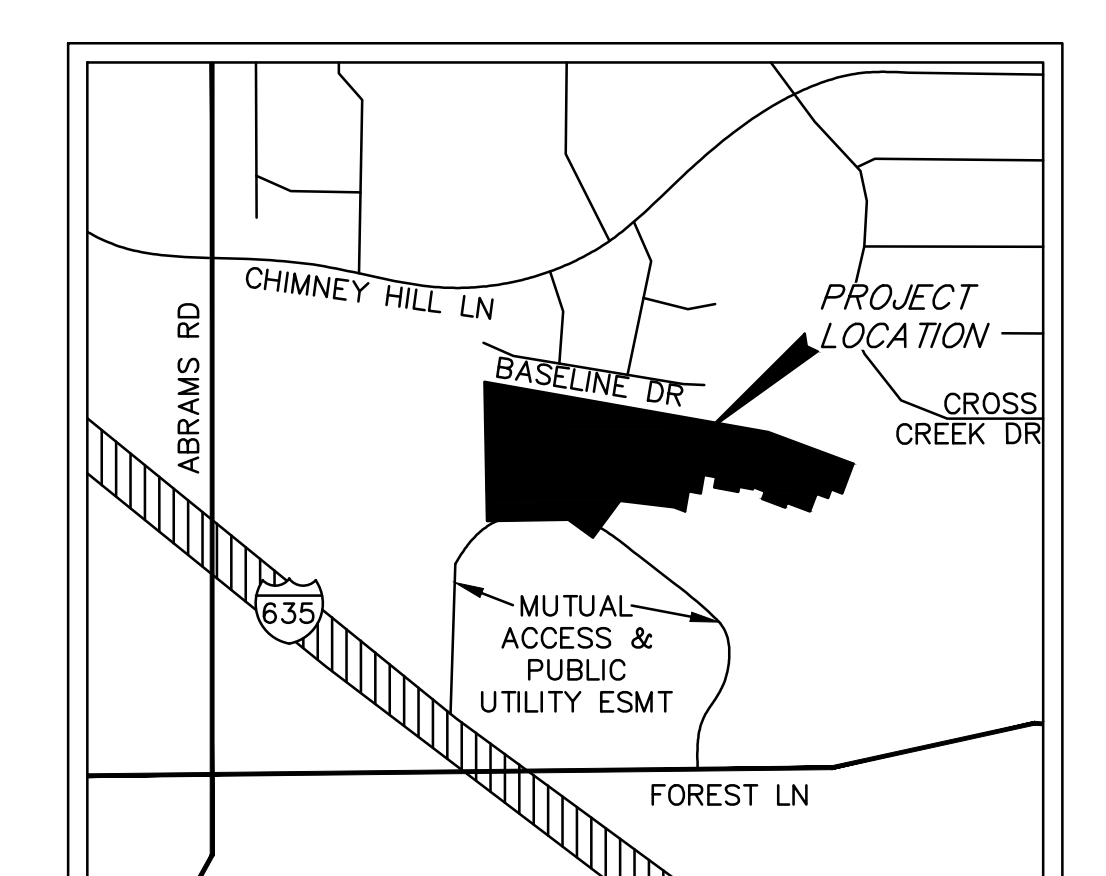 CHIMNEY HILL LN
ABRAMS RD
PROJECT
LOCATION
BASELINE DR
CROSS
CREEK DR
635
MUTUAL
ACCESS &
PUBLIC
UTILITY ESMT
FOREST LN